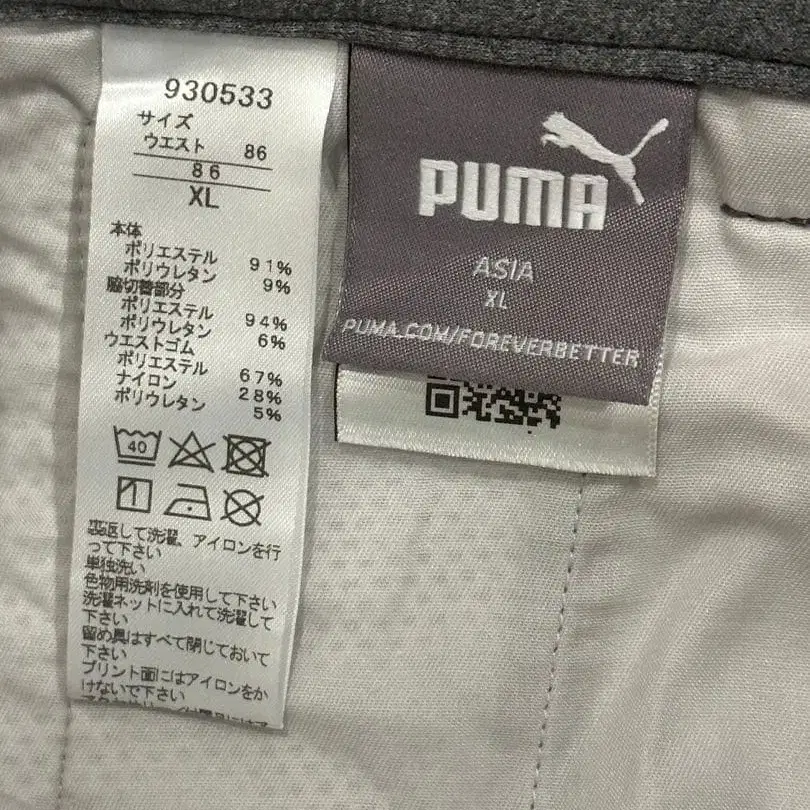 930533
サイズ
ウエスト 86
86
XL
本体
ポリエステル 91%
ポリウレタン 9%
脇切替部分
ポリエステル 94%
ポリウレタン 6%
ウエストゴム
ポリエステル 67%
ナイロン 28%
ポリウレタン 5%
40
裏返して洗濯、アイロンを行
って下さい
単独洗い
色物用洗剤を使用して下さい
洗濯ネットに入れて洗濯して
下さい
留め具はすべて閉じておいて
下さい
プリント面にはアイロンをか
けないで下さい
PUMA
ASIA
XL
PUMA.COM/FOREVERBETTER